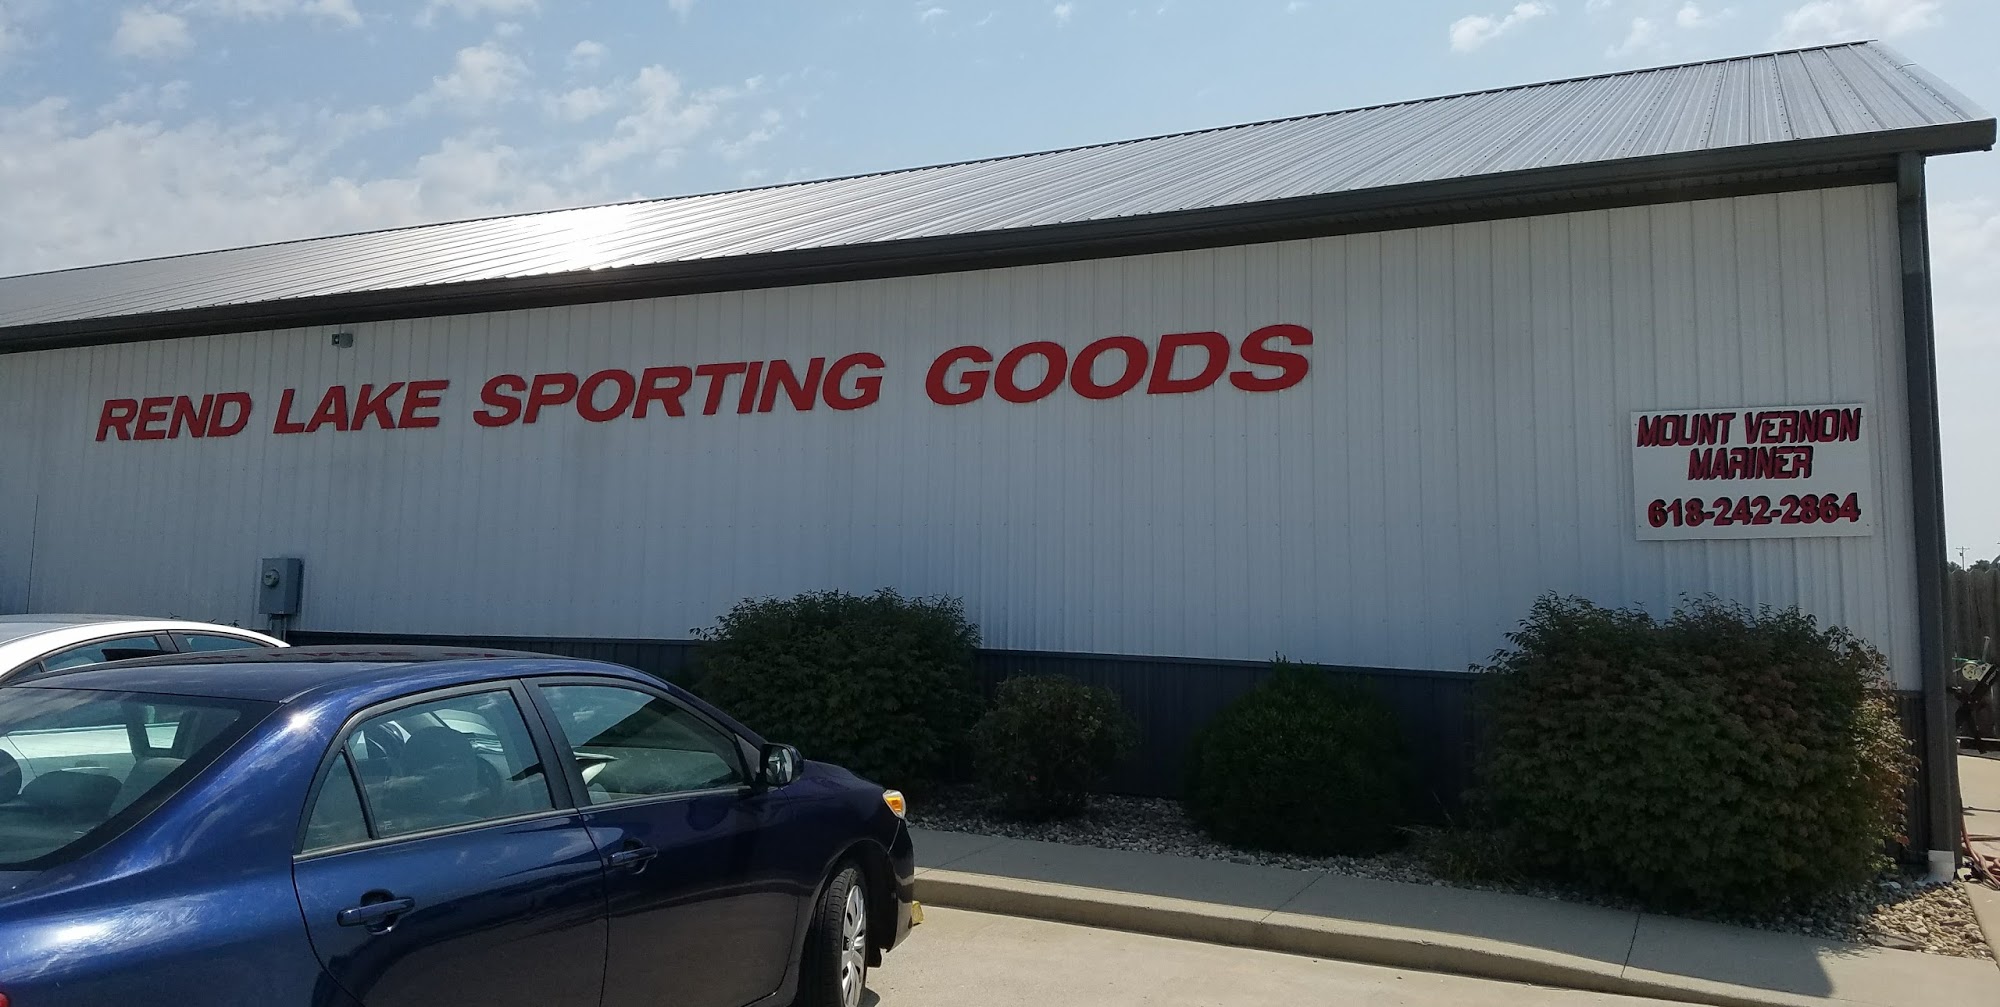 REND LAKE SPORTING GOODS
MOUNT VERNON
MARINER
618-242-2864